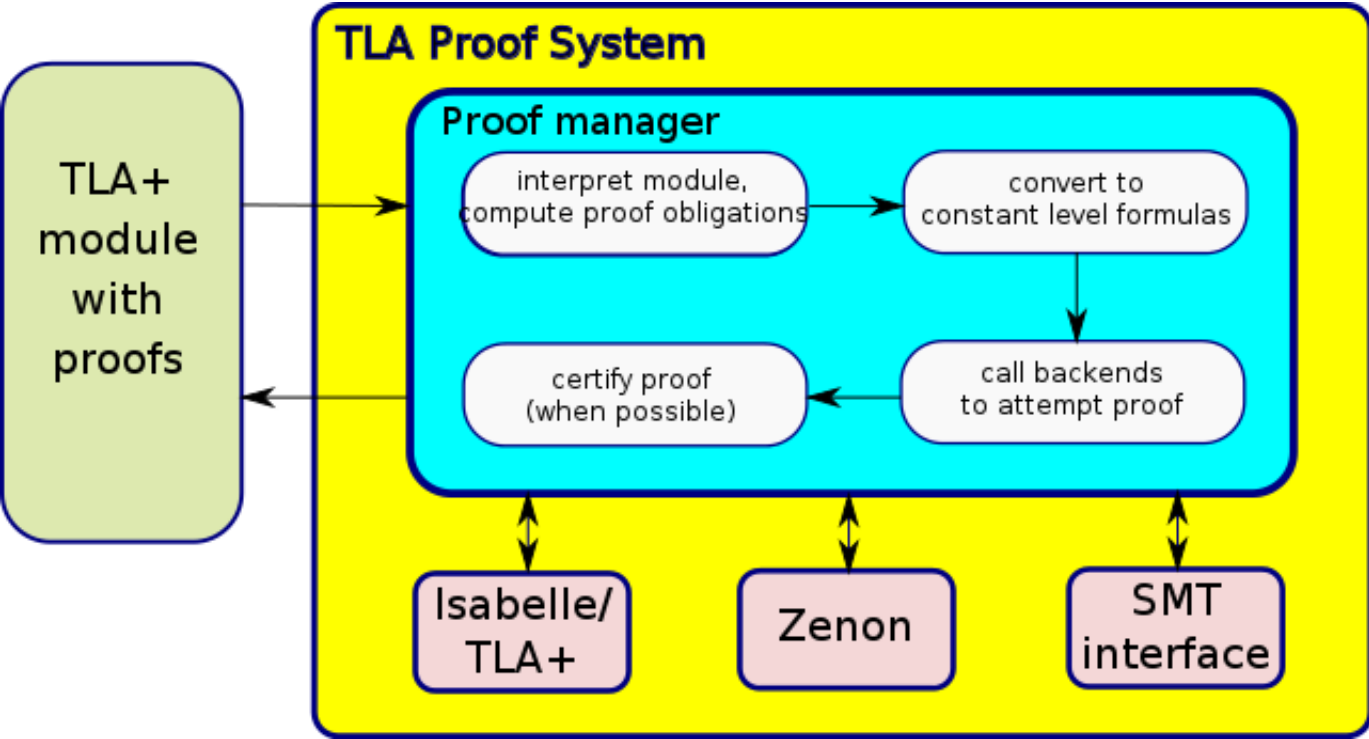 TLA Proof System
TLA+
module
with
proofs
Proof manager
interpret module,
compute proof obligations
convert to
constant level formulas
call backends
to attempt proof
certify proof
(when possible)
Isabelle/
TLA+
Zenon
SMT
interface